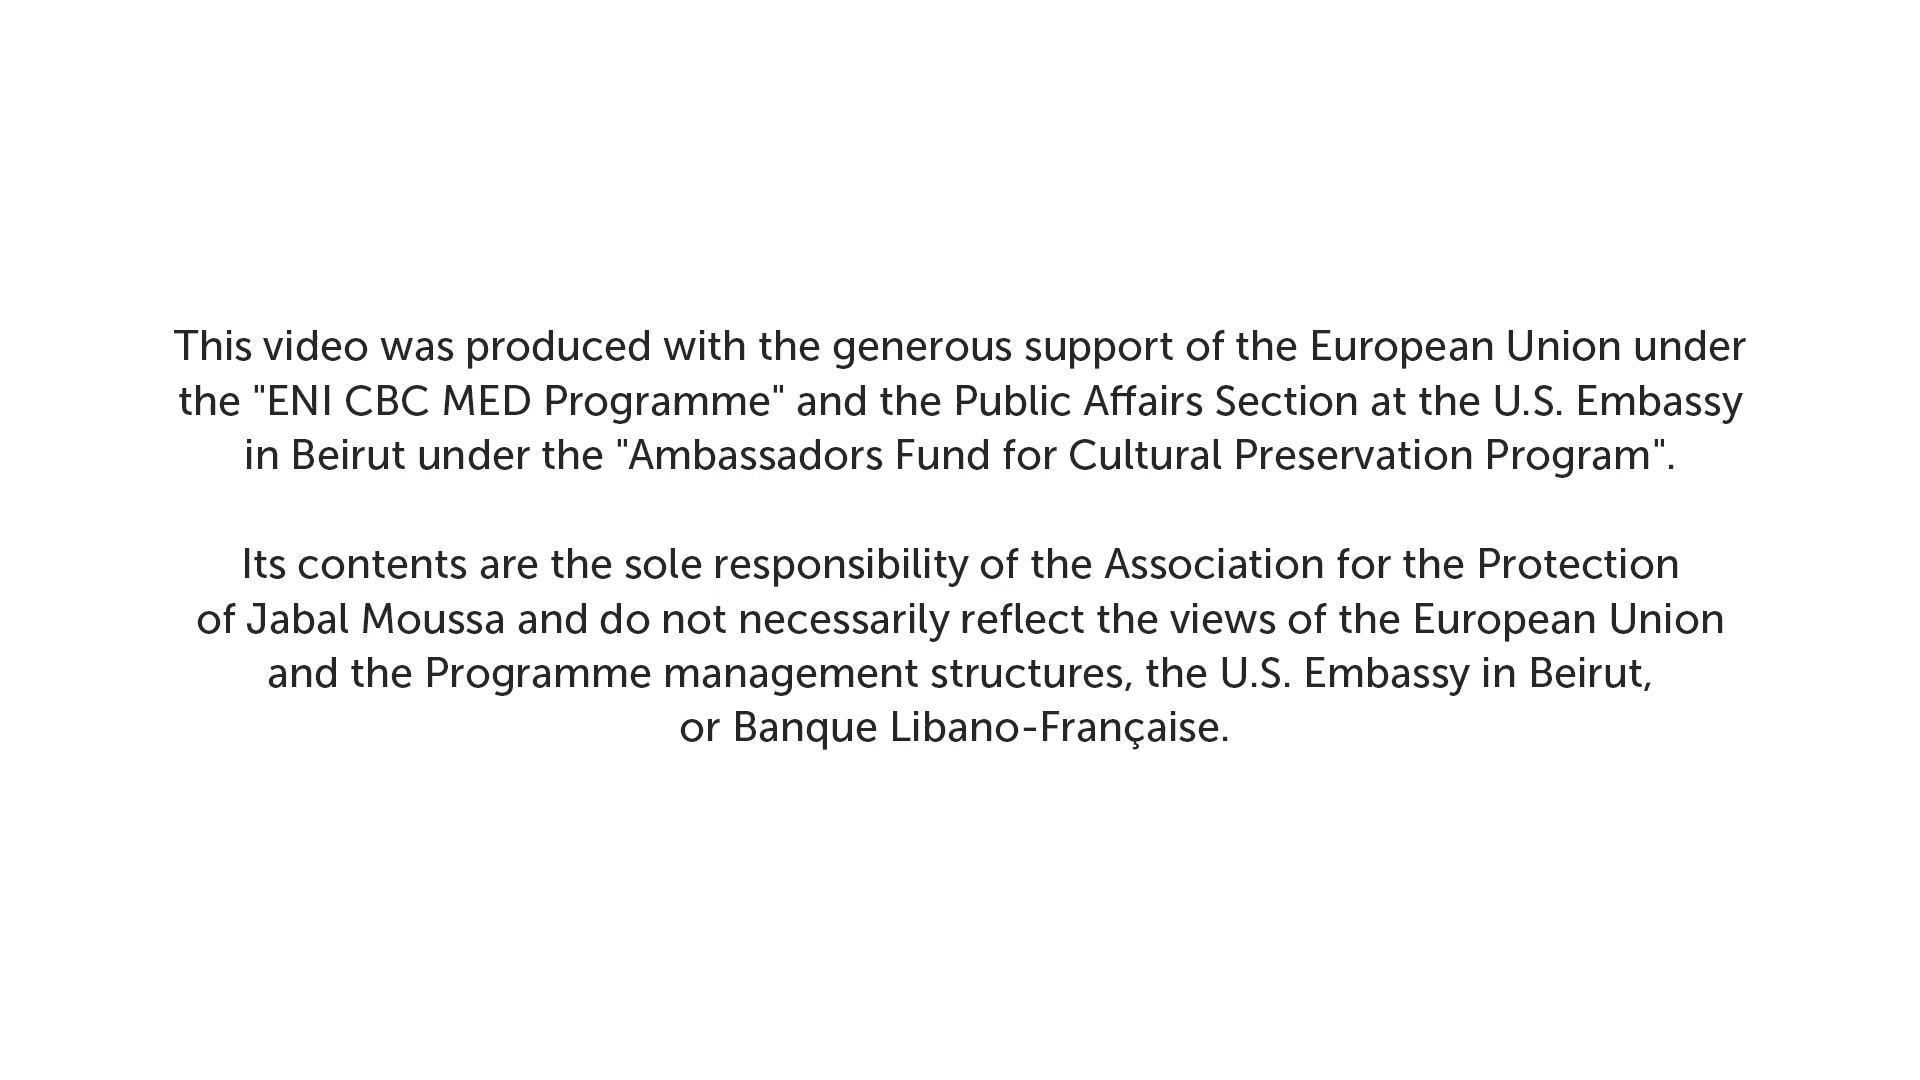 This video was produced with the generous support of the European Union under
the "ENI CBC MED Programme" and the Public Affairs Section at the U.S. Embassy
in Beirut under the "Ambassadors Fund for Cultural Preservation Program".
Its contents are the sole responsibility of the Association for the Protection
of Jabal Moussa and do not necessarily reflect the views of the European Union
and the Programme management structures, the U.S. Embassy in Beirut,
or Banque Libano-Française.